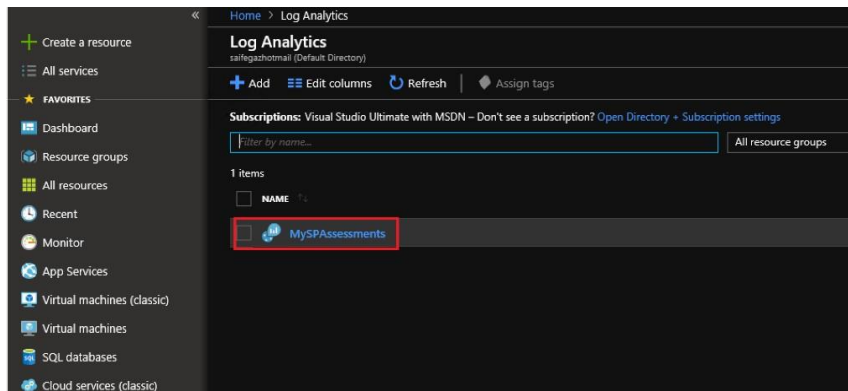 «
Home > Log Analytics
Create a resource
All services
FAVORITES
Dashboard
Resource groups
All resources
Recent
Monitor
App Services
Virtual machines (classic)
Virtual machines
SQL databases
Cloud services (classic)
Log Analytics
saifegazhotmail (Default Directory)
Add Edit columns Refresh Assign tags
Subscriptions: Visual Studio Ultimate with MSDN – Don't see a subscription? Open Directory + Subscription settings
Filter by name... All resource groups
1 items
NAME
MySPAssessments